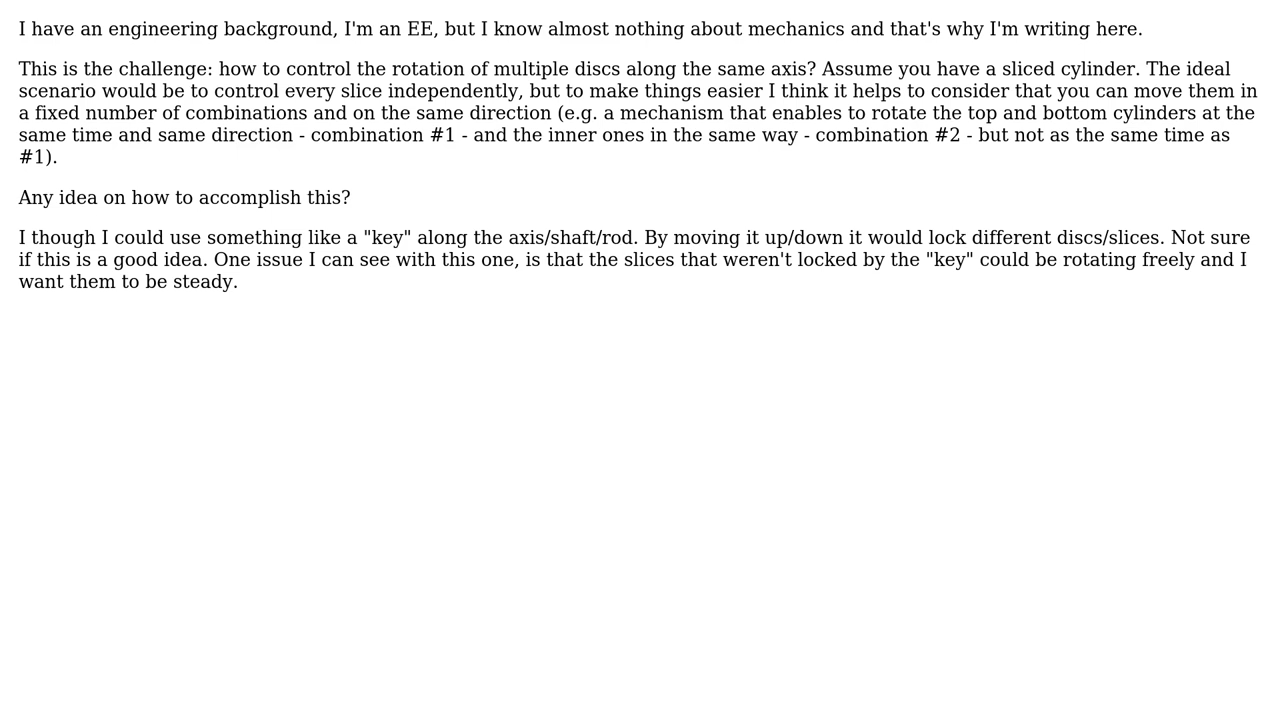 I have an engineering background, I'm an EE, but I know almost nothing about mechanics and that's why I'm writing here.
This is the challenge: how to control the rotation of multiple discs along the same axis? Assume you have a sliced cylinder. The ideal
scenario would be to control every slice independently, but to make things easier I think it helps to consider that you can move them in
a fixed number of combinations and on the same direction (e.g. a mechanism that enables to rotate the top and bottom cylinders at the
same time and same direction - combination #1 - and the inner ones in the same way - combination #2 - but not as the same time as
#1).
Any idea on how to accomplish this?
I though I could use something like a "key" along the axis/shaft/rod. By moving it up/down it would lock different discs/slices. Not sure
if this is a good idea. One issue I can see with this one, is that the slices that weren't locked by the "key" could be rotating freely and I
want them to be steady.